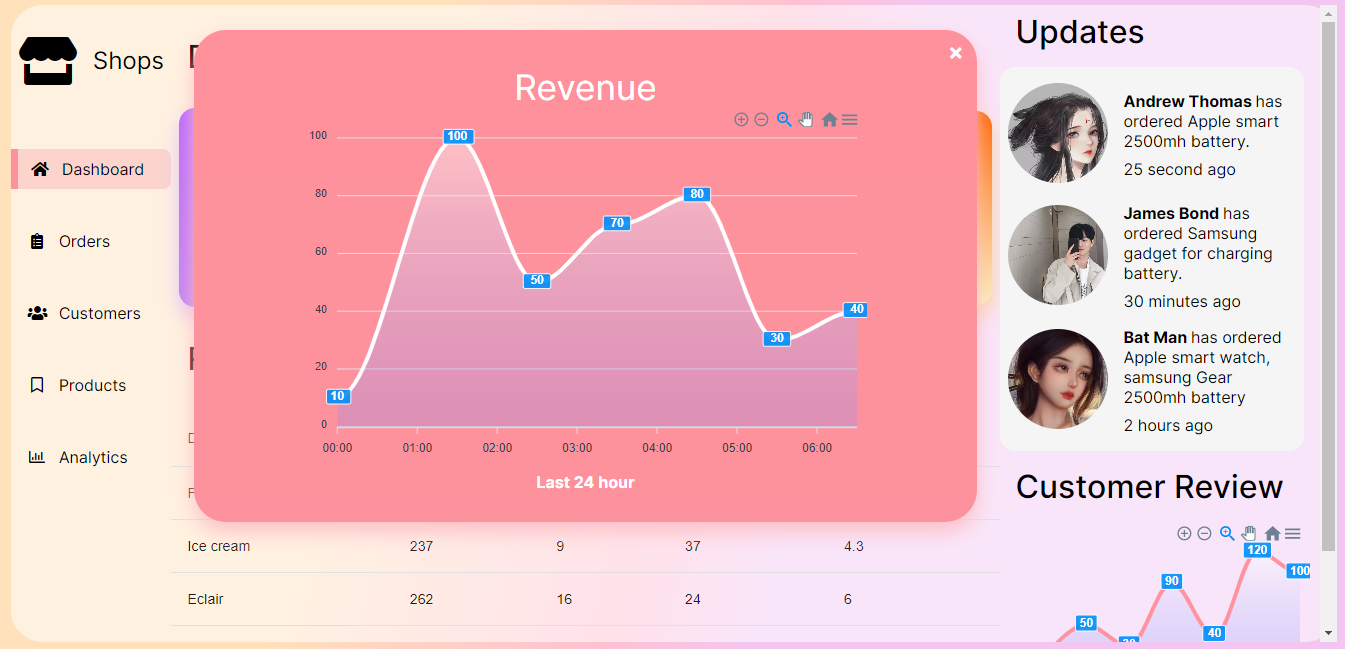 Shops
Dashboard
Orders
Customers
Products
Analytics
Revenue
100
80
60
40
20
0
10
100
50
70
80
30
40
00:00
01:00
02:00
03:00
04:00
05:00
06:00
Last 24 hour
Ice cream 237 9 37 4.3
Eclair 262 16 24 6
Updates
Andrew Thomas has
ordered Apple smart
2500mh battery.
25 second ago
James Bond has
ordered Samsung
gadget for charging
battery.
30 minutes ago
Bat Man has ordered
Apple smart watch,
samsung Gear
2500mh battery
2 hours ago
Customer Review
50
90
40
120
100